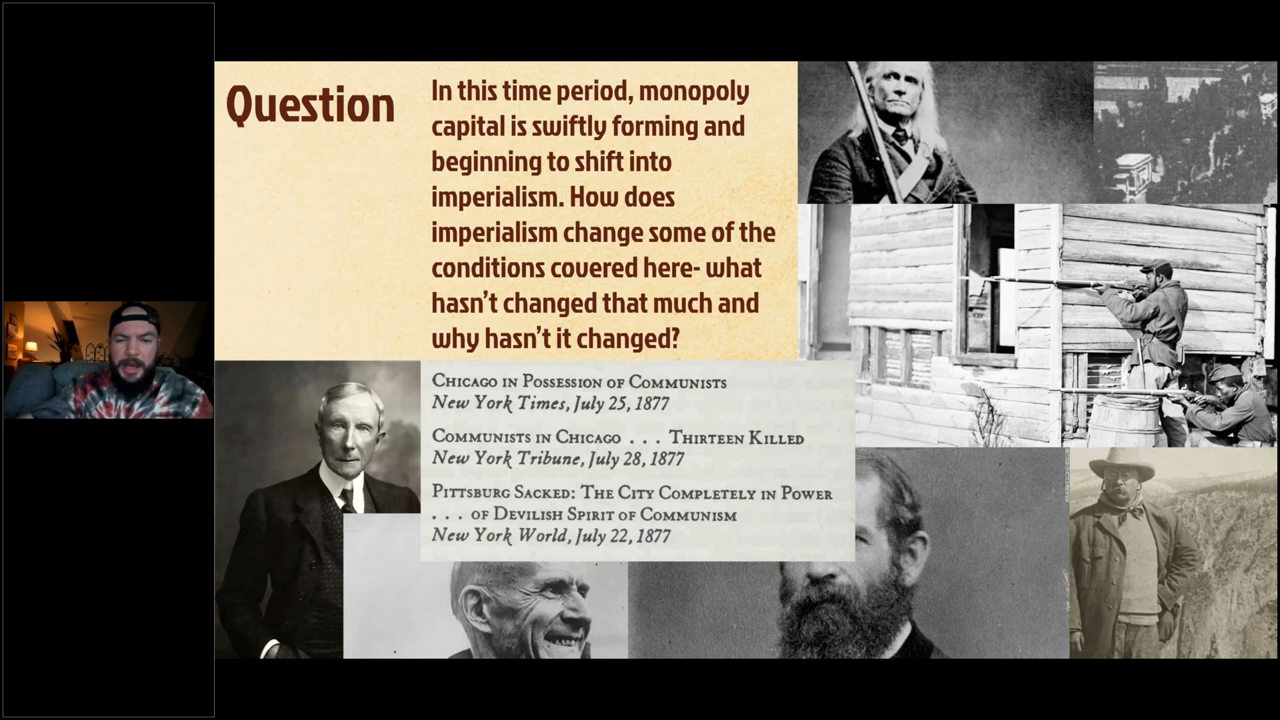 Question
In this time period, monopoly
capital is swiftly forming and
beginning to shift into
imperialism. How does
imperialism change some of the
conditions covered here- what
hasn't changed that much and
why hasn't it changed?
Chicago in Possession of Communists
New York Times, July 25, 1877
Communists in Chicago . . . Thirteen Killed
New York Tribune, July 28, 1877
Pittsburg Sacked: The City Completely in Power
. . . of Devilish Spirit of Communism
New York World, July 22, 1877